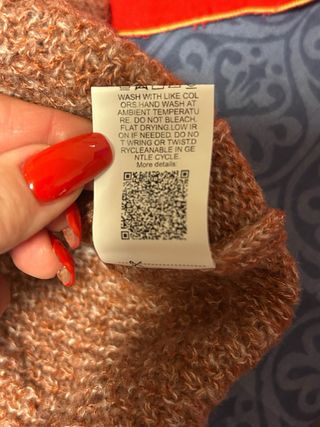 WASH WITH LIKE COL
ORS.HAND WASH AT
AMBIENT TEMPERATU
RE. DO NOT BLEACH.
FLAT DRYING.LOW IR
ON IF NEEDED. DO NO
T WRING OR TWIST.D
RYCLEANABLE IN GE
NTLE CYCLE.
More details: